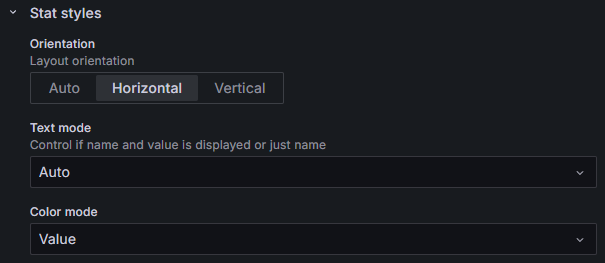 Stat styles
Orientation
Layout orientation
Auto Horizontal Vertical
Text mode
Control if name and value is displayed or just name
Auto
Color mode
Value